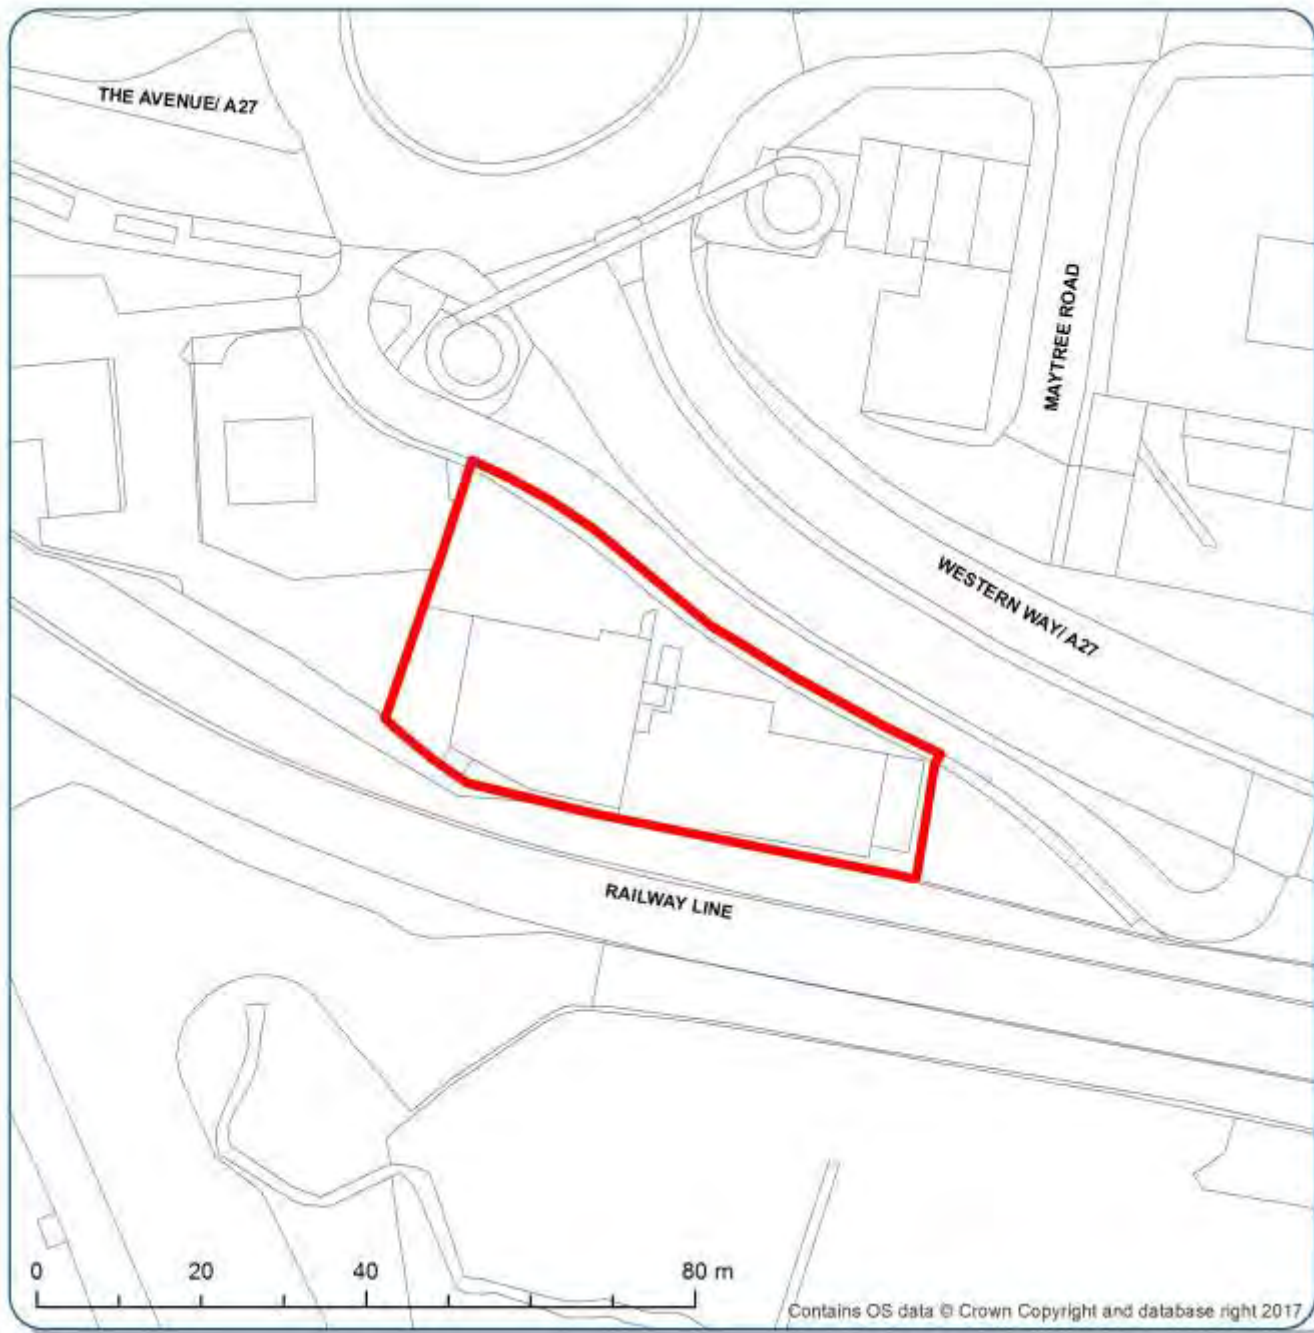 THE AVENUE/ A27
MAYTREE ROAD
WESTERN WAY/ A27
RAILWAY LINE
0 20 40 80 m
Contains OS data © Crown Copyright and database right 2017